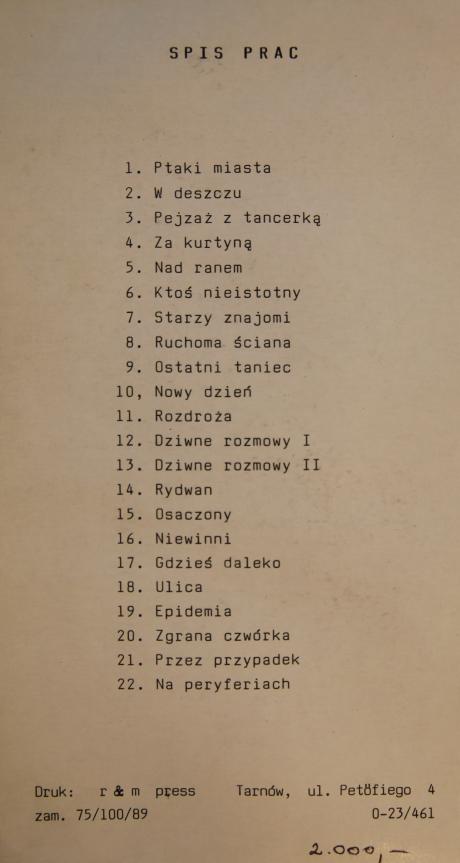 SPIS PRAC
1. Ptaki miasta
2. W deszczu
3. Pejzaż z tancerką
4. Za kurtyną
5. Nad ranem
6. Ktoś nieistotny
7. Starzy znajomi
8. Ruchoma ściana
9. Ostatni taniec
10, Nowy dzień
11. Rozdroża
12. Dziwne rozmowy I
13. Dziwne rozmowy II
14. Rydwan
15. Osaczony
16. Niewinni
17. Gdzieś daleko
18. Ulica
19. Epidemia
20. Zgrana czwórka
21. Przez przypadek
22. Na peryferiach
Druk: r & m press Tarnów, ul. Petöfiego 4
zam. 75/100/89 O-23/461
2.000,—